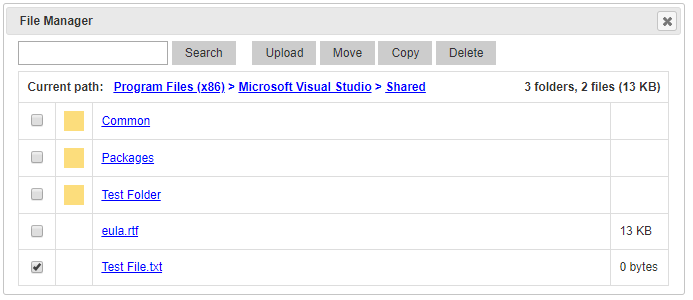 File Manager
Search Upload Move Copy Delete
Current path: Program Files (x86) > Microsoft Visual Studio > Shared 3 folders, 2 files (13 KB)
Common
Packages
Test Folder
eula.rtf 13 KB
Test File.txt 0 bytes